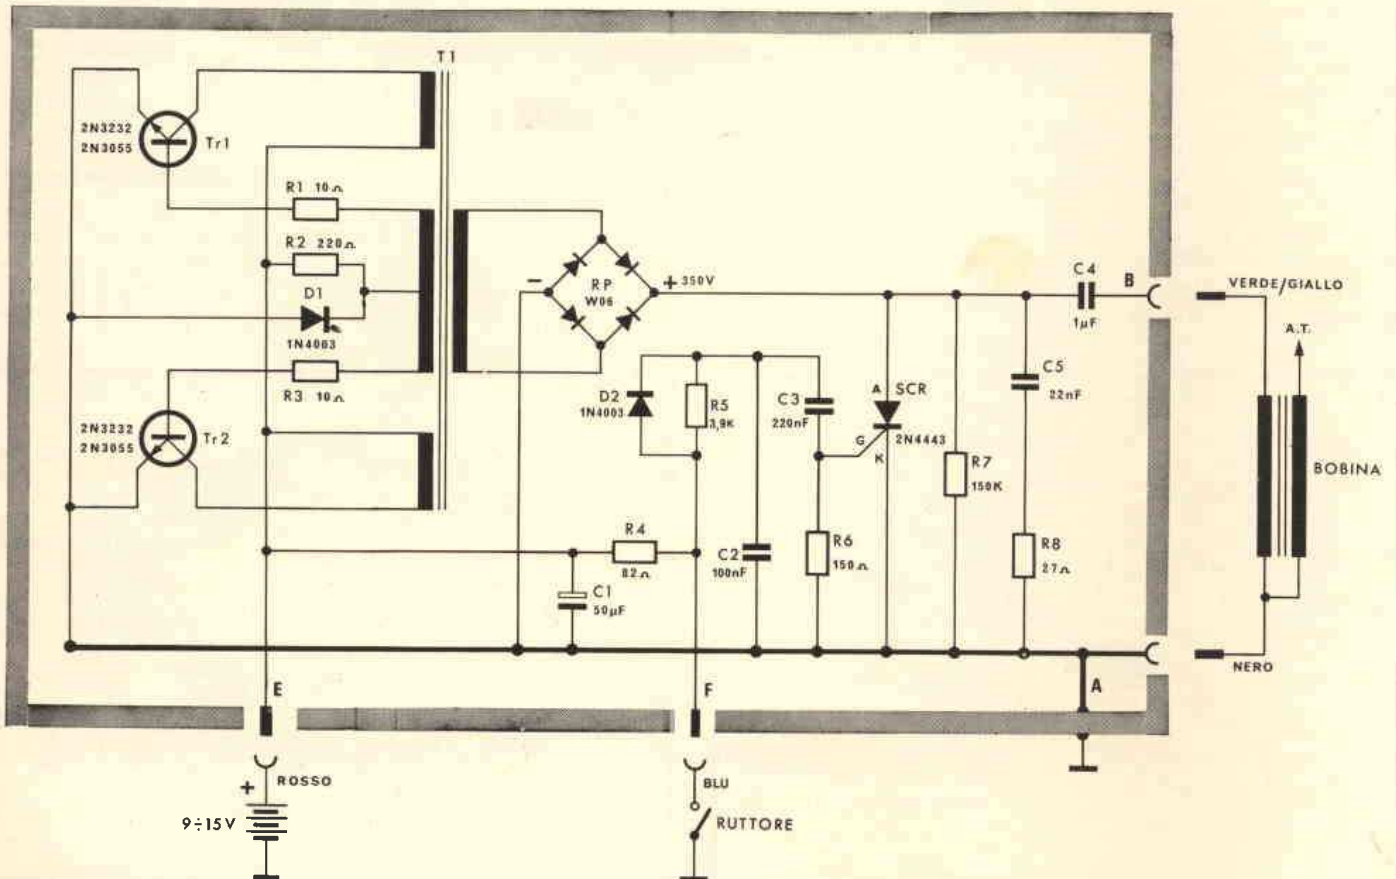 T1
2N3232
2N3055
Tr1
R1 10Ω
R2 220Ω
D1
1N4003
R3 10Ω
2N3232
2N3055
Tr2
RP
W06
−
+ 350V
C4
1µF
B
VERDE/GIALLO
A.T.
BOBINA
D2
1N4003
R5
3,9K
C3
220nF
A
SCR
G
K
2N4443
R7
150K
C5
22nF
R4
82Ω
C1
50µF
C2
100nF
R6
150Ω
R8
27Ω
NERO
E
F
A
+
ROSSO
9÷15V
BLU
RUTTORE